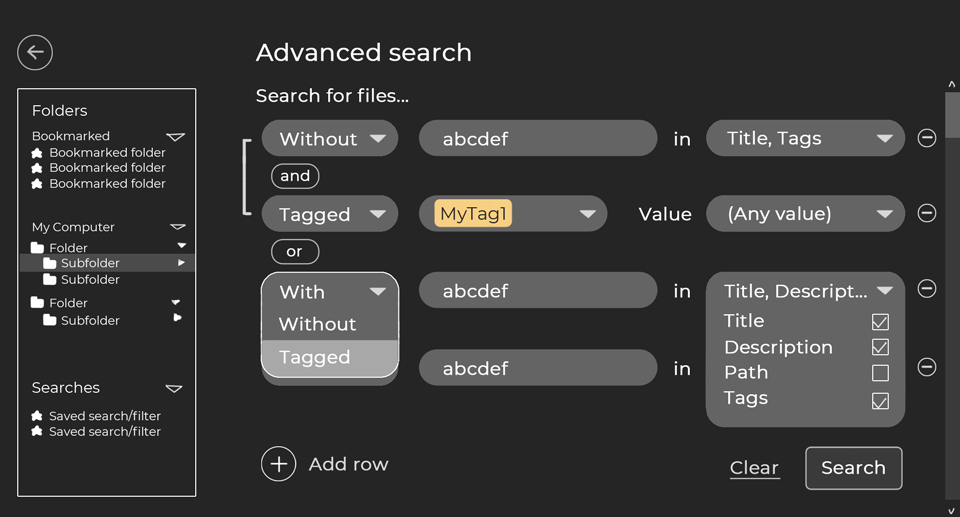 Advanced search
Search for files...
Folders
Bookmarked
Bookmarked folder
Bookmarked folder
Bookmarked folder
My Computer
Folder
Subfolder
Subfolder
Folder
Subfolder
Searches
Saved search/filter
Saved search/filter
Without abcdef in Title, Tags
and
Tagged MyTag1 Value (Any value)
or
With abcdef in Title, Descript...
Without
Tagged
abcdef in
Title
Description
Path
Tags
Add row Clear Search